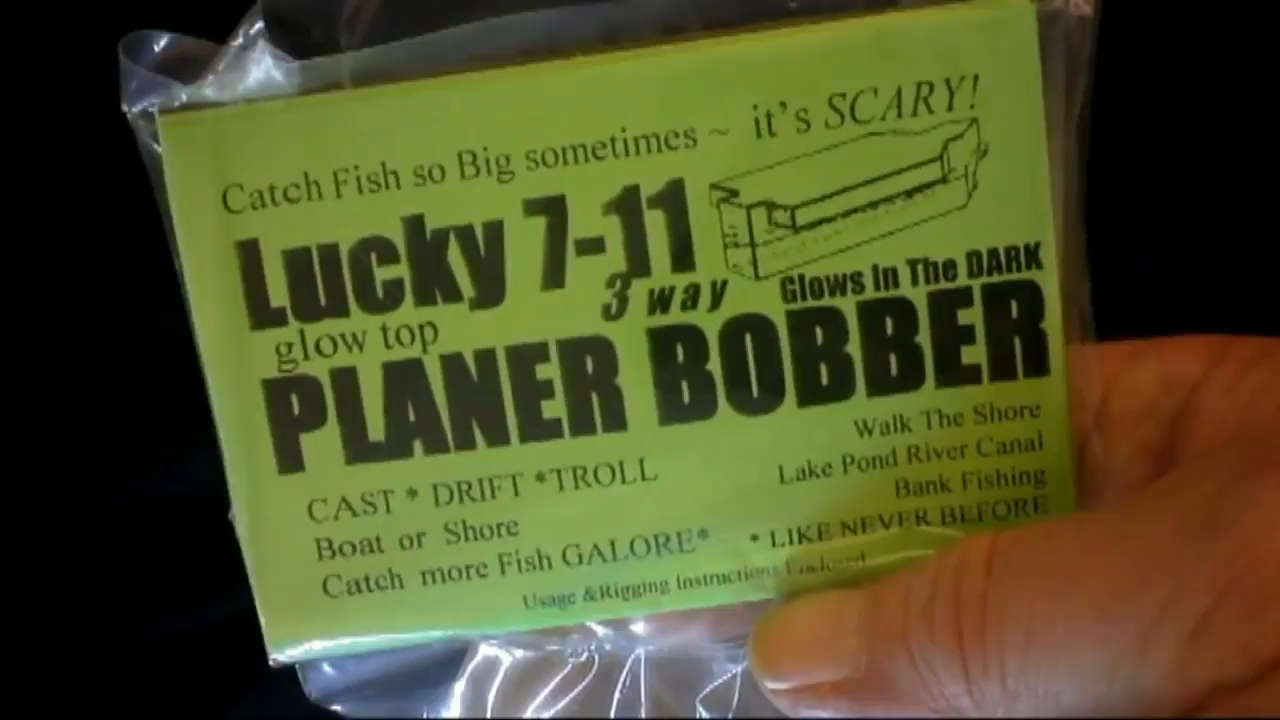 Catch Fish so Big sometimes ~ it's SCARY!
Lucky 7-11
3 way
Glows In The DARK
glow top
PLANER BOBBER
CAST * DRIFT *TROLL
Boat or Shore
Catch more Fish GALORE*
Walk The Shore
Lake Pond River Canal
Bank Fishing
* LIKE NEVER BEFORE
Usage &Rigging Instructions Enclosed